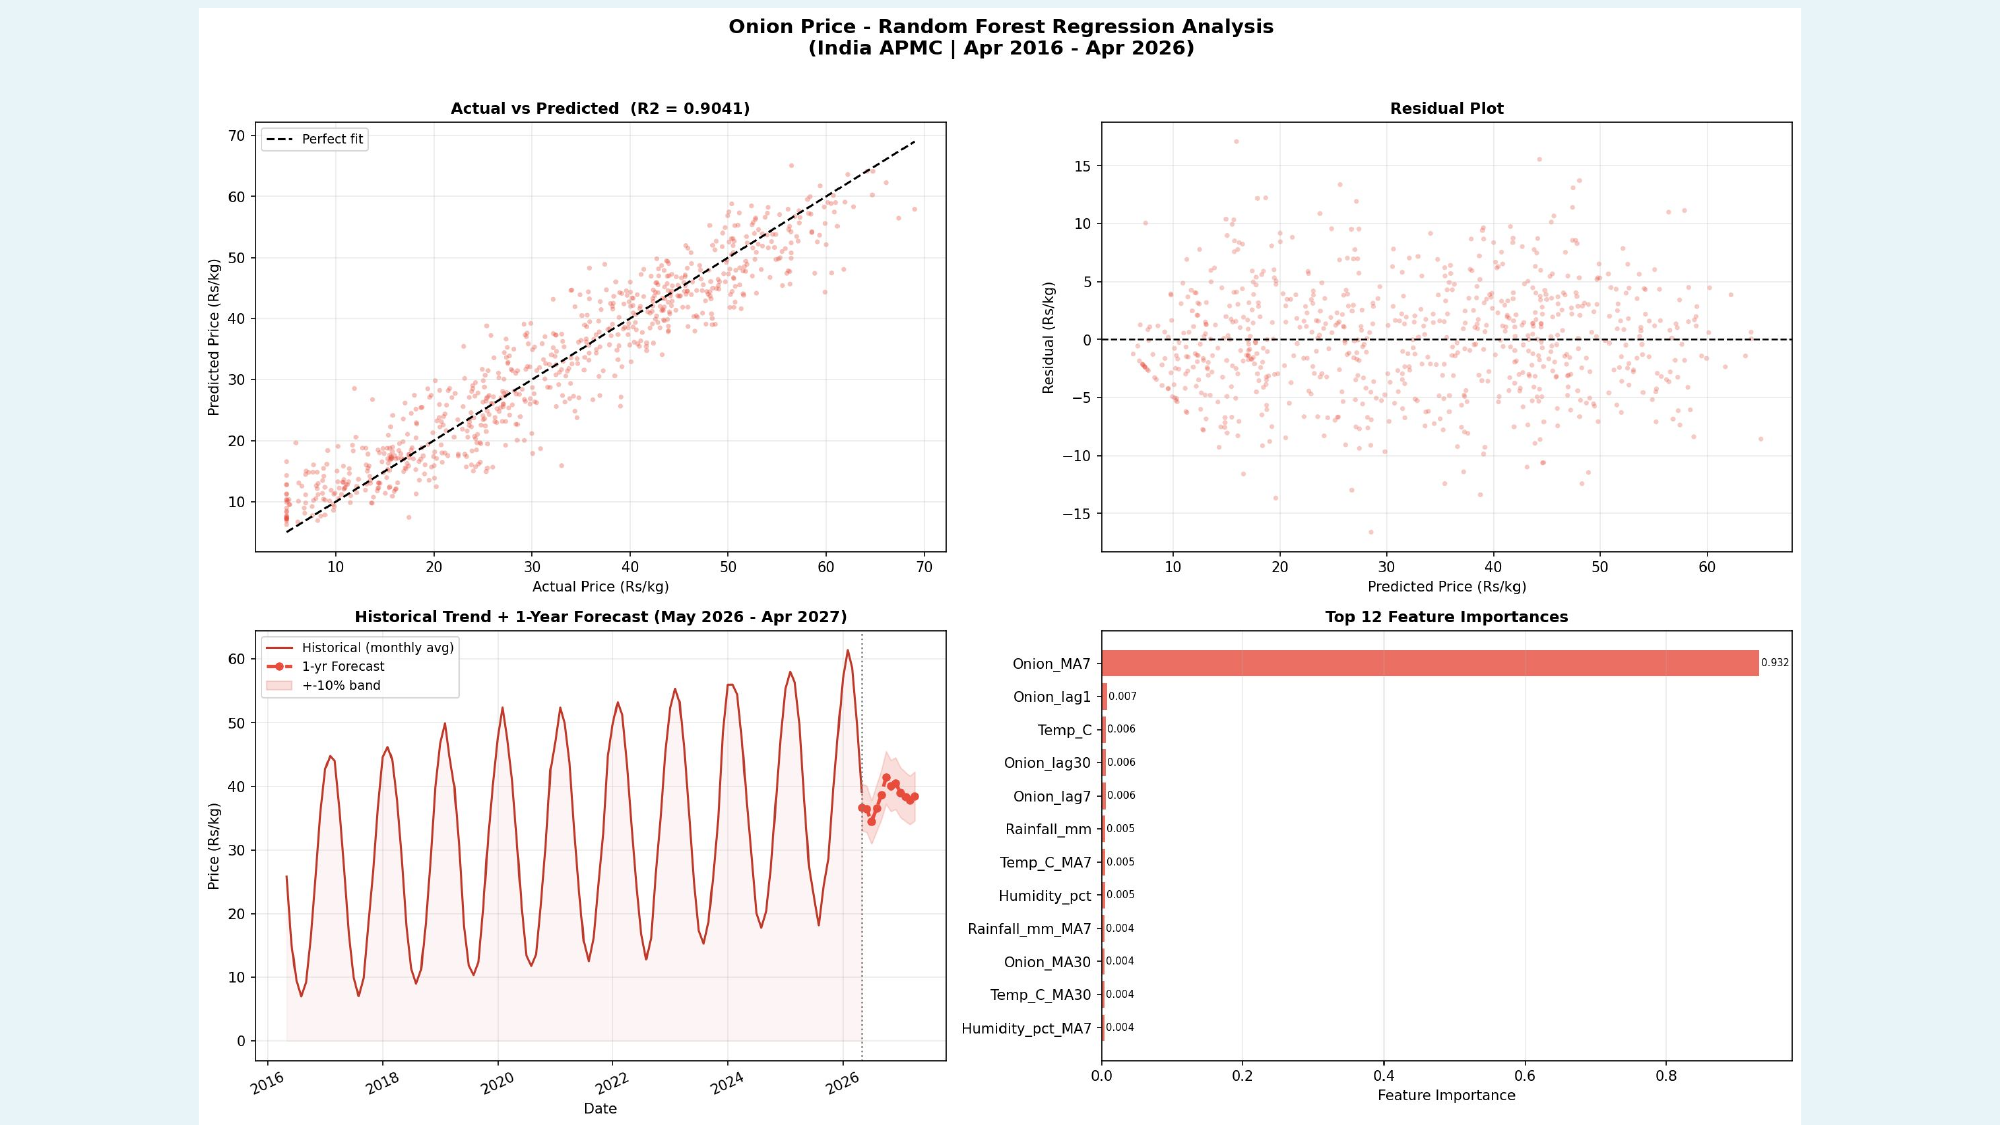 Onion Price - Random Forest Regression Analysis
(India APMC | Apr 2016 - Apr 2026)
Actual vs Predicted  (R2 = 0.9041)
Perfect fit
70
60
50
40
30
20
10
Predicted Price (Rs/kg)
10 20 30 40 50 60 70
Actual Price (Rs/kg)
Residual Plot
15
10
5
0
−5
−10
−15
Residual (Rs/kg)
10 20 30 40 50 60
Predicted Price (Rs/kg)
Historical Trend + 1-Year Forecast (May 2026 - Apr 2027)
Historical (monthly avg)
1-yr Forecast
+-10% band
60
50
40
30
20
10
0
Price (Rs/kg)
2016 2018 2020 2022 2024 2026
Date
Top 12 Feature Importances
Onion_MA7 0.932
Onion_lag1 0.007
Temp_C 0.006
Onion_lag30 0.006
Onion_lag7 0.006
Rainfall_mm 0.005
Temp_C_MA7 0.005
Humidity_pct 0.005
Rainfall_mm_MA7 0.004
Onion_MA30 0.004
Temp_C_MA30 0.004
Humidity_pct_MA7 0.004
0.0 0.2 0.4 0.6 0.8
Feature Importance